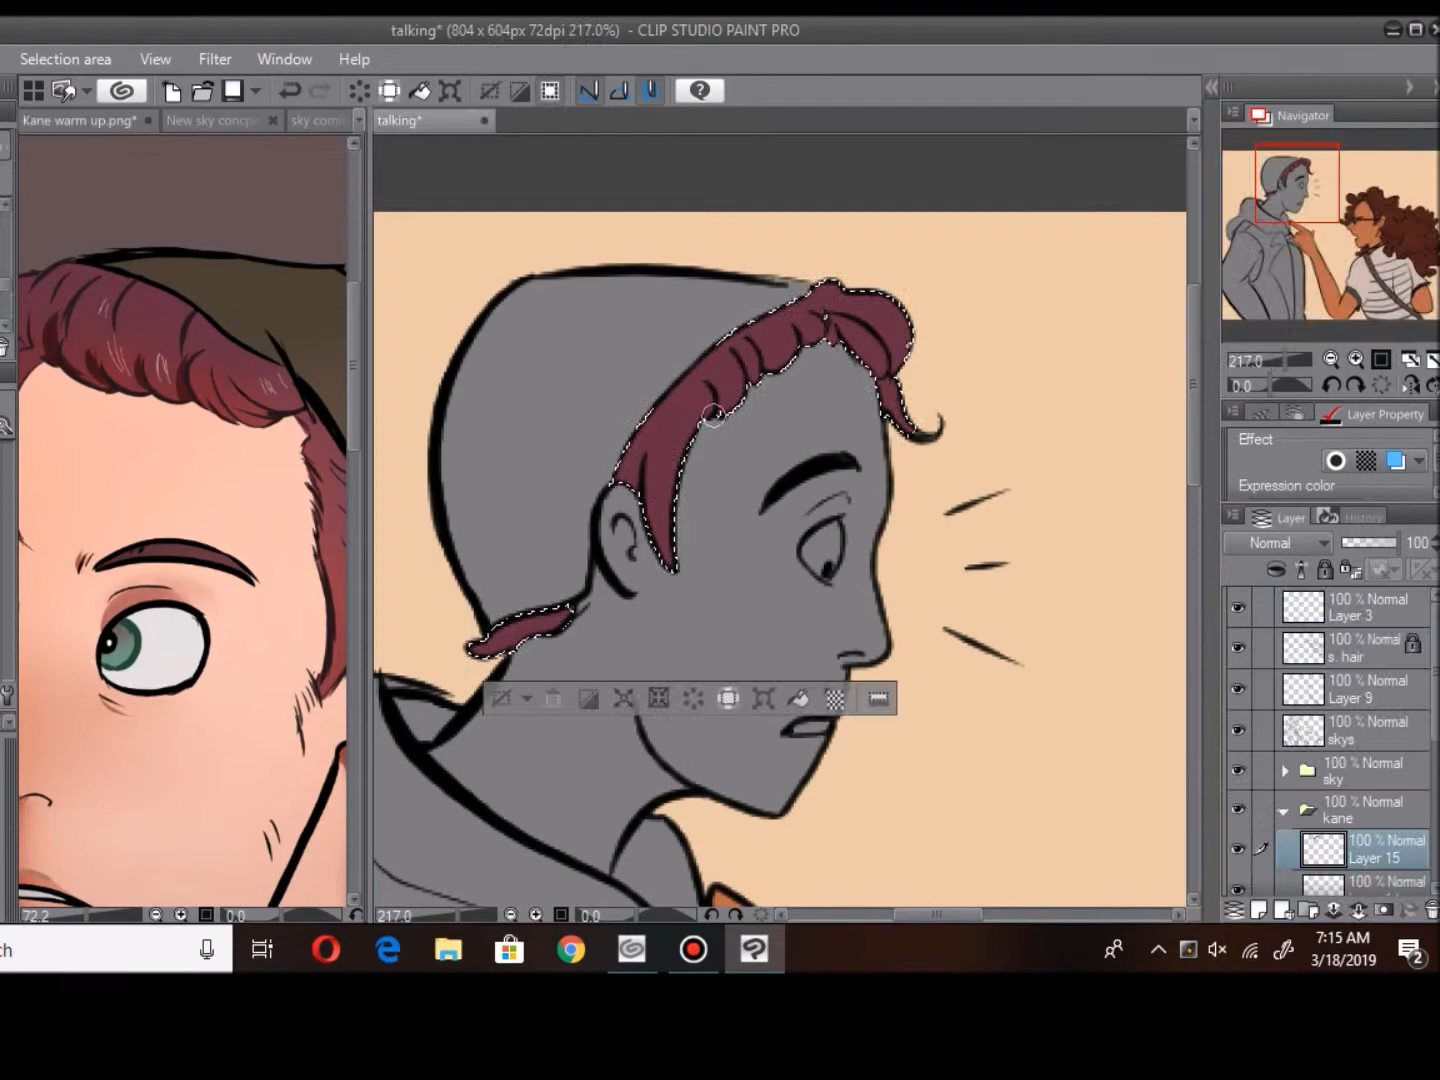 talking* (804 x 604px 72dpi 217.0%) - CLIP STUDIO PAINT PRO
Selection area View Filter Window Help
Kane warm up.png* New sky concpe sky comi talking*
Navigator
217.0
0.0
Layer Property
Effect
Expression color
Layer History
Normal 100
100 % Normal
Layer 3
100 % Normal
s. hair
100 % Normal
Layer 9
100 % Normal
skys
100 % Normal
sky
100 % Normal
kane
100 % Normal
Layer 15
100 % Normal
72.2 0.0 217.0 0.0
ch
7:15 AM
3/18/2019
2